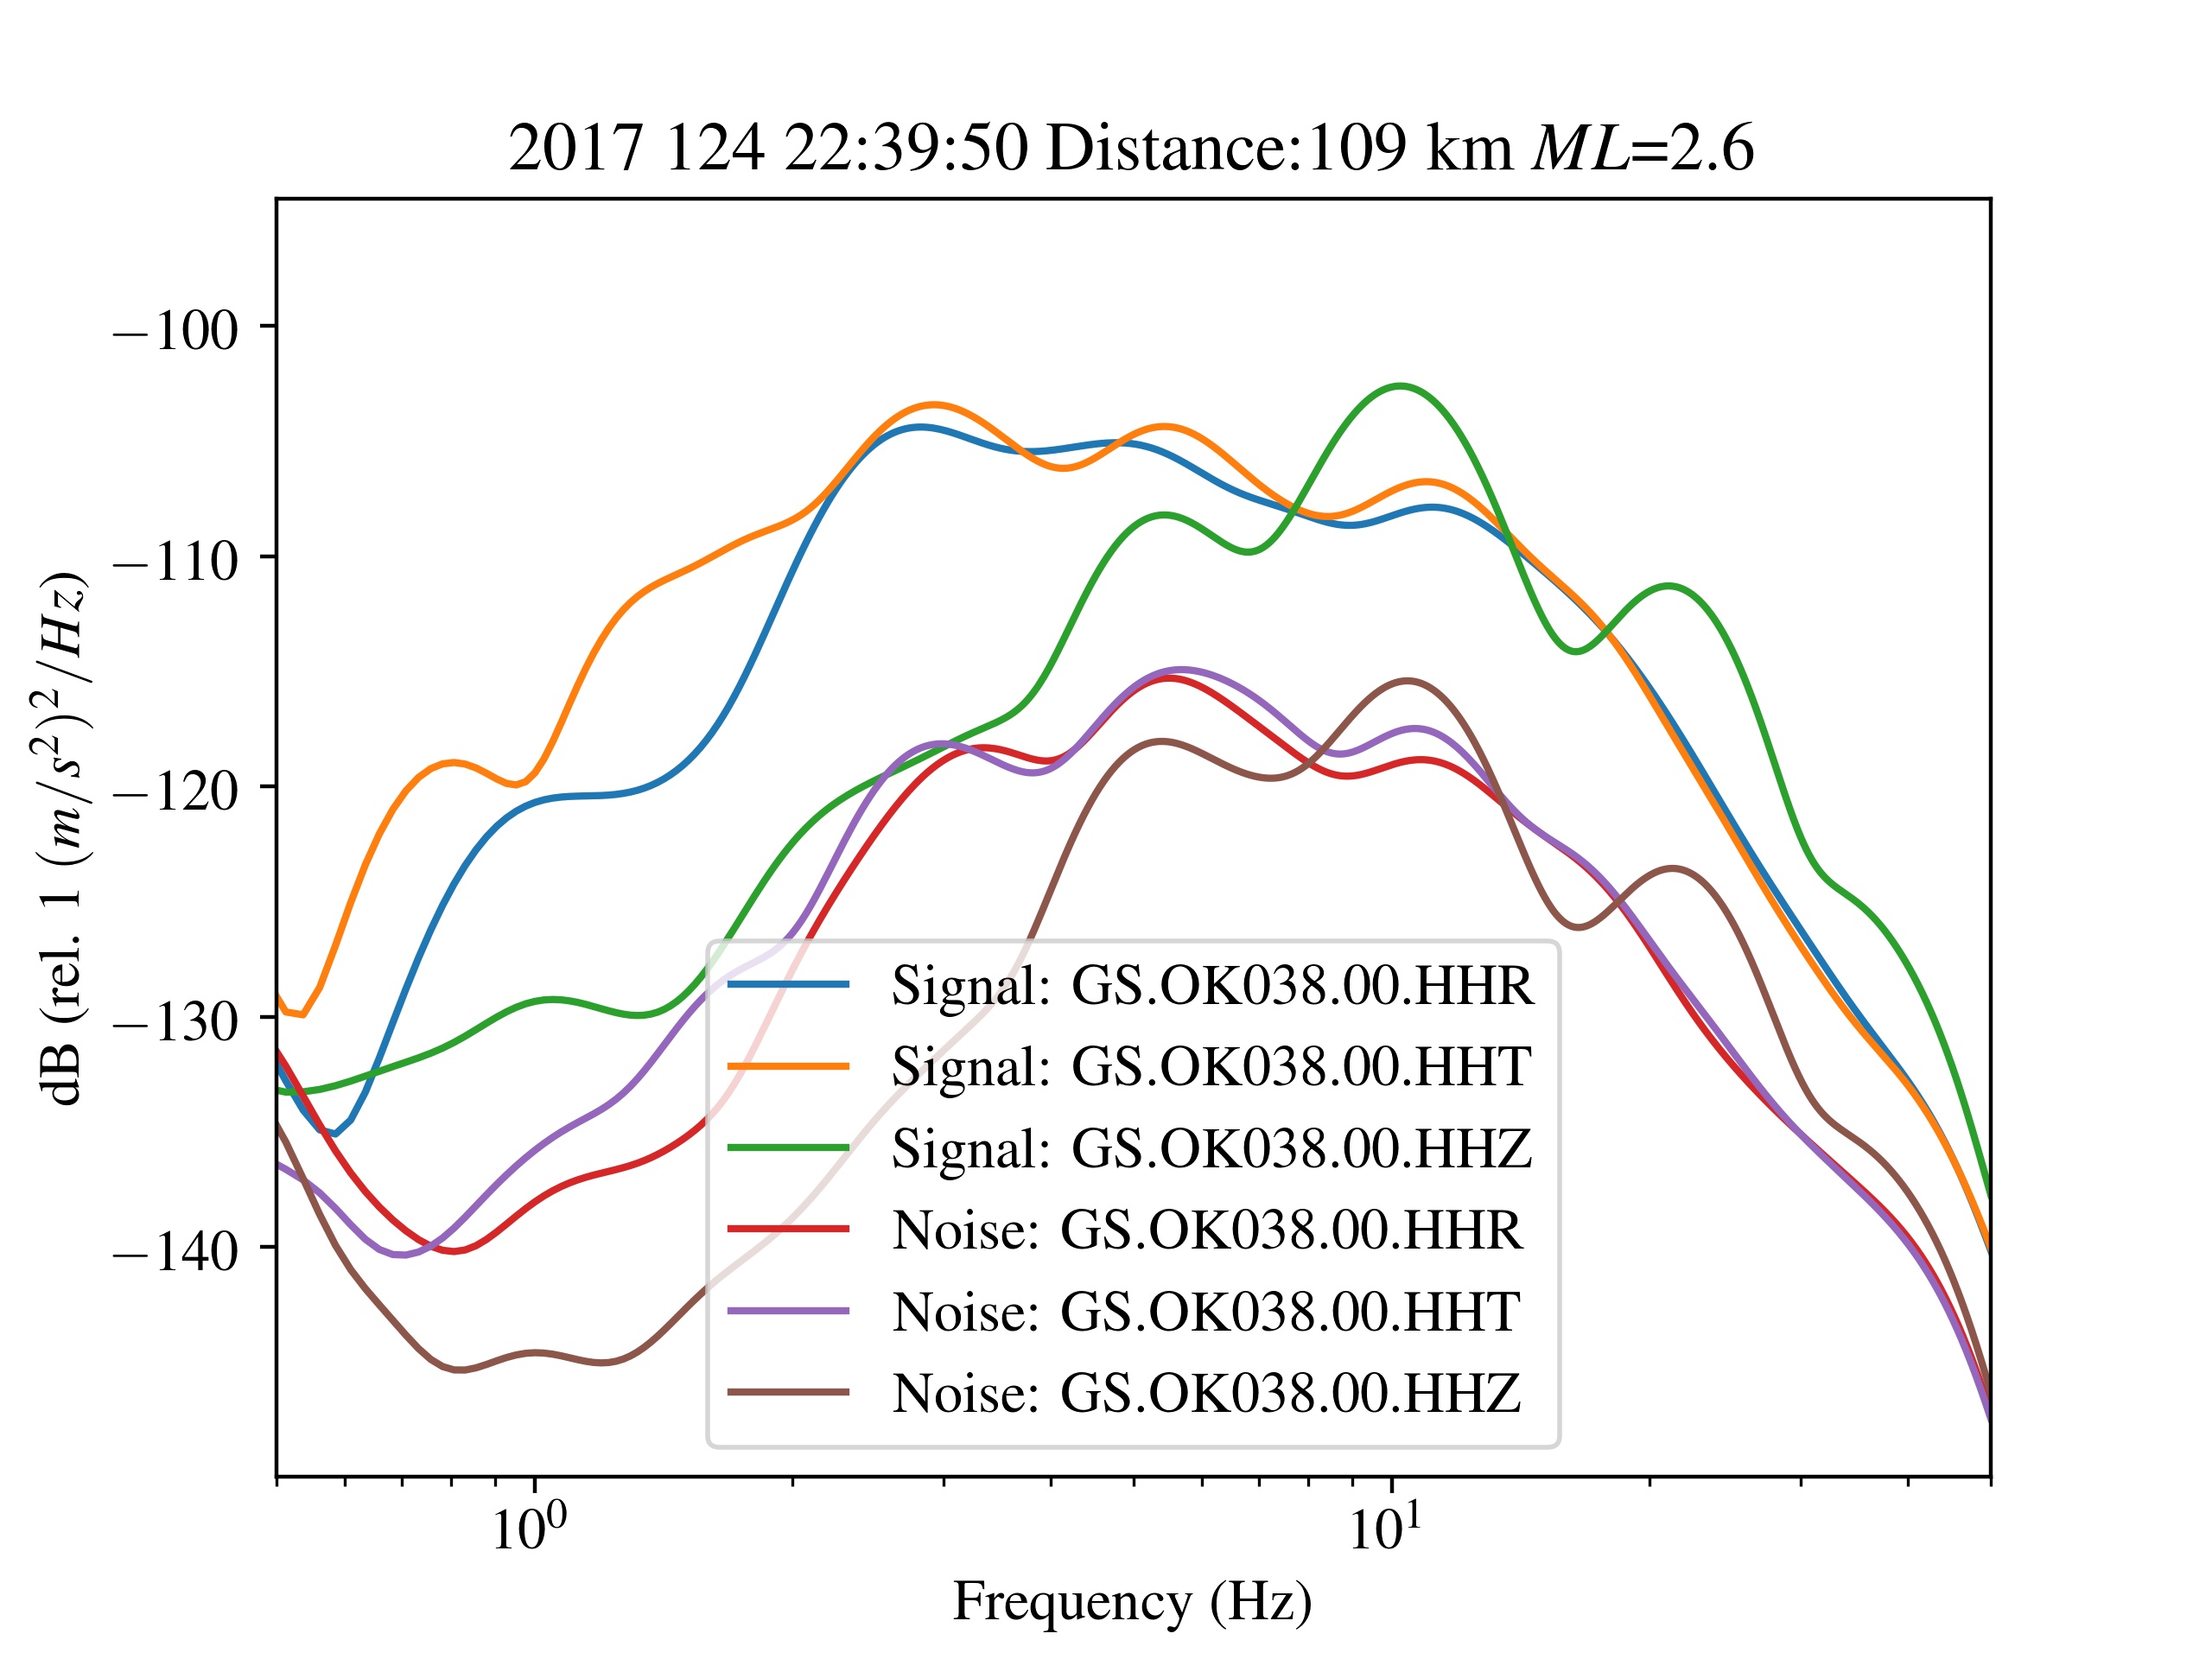 2017 124 22:39:50 Distance:109 km ML=2.6
dB (rel. 1 (m/s²)²/Hz)
−100
−110
−120
−130
−140
Signal: GS.OK038.00.HHR
Signal: GS.OK038.00.HHT
Signal: GS.OK038.00.HHZ
Noise: GS.OK038.00.HHR
Noise: GS.OK038.00.HHT
Noise: GS.OK038.00.HHZ
10⁰ 10¹
Frequency (Hz)